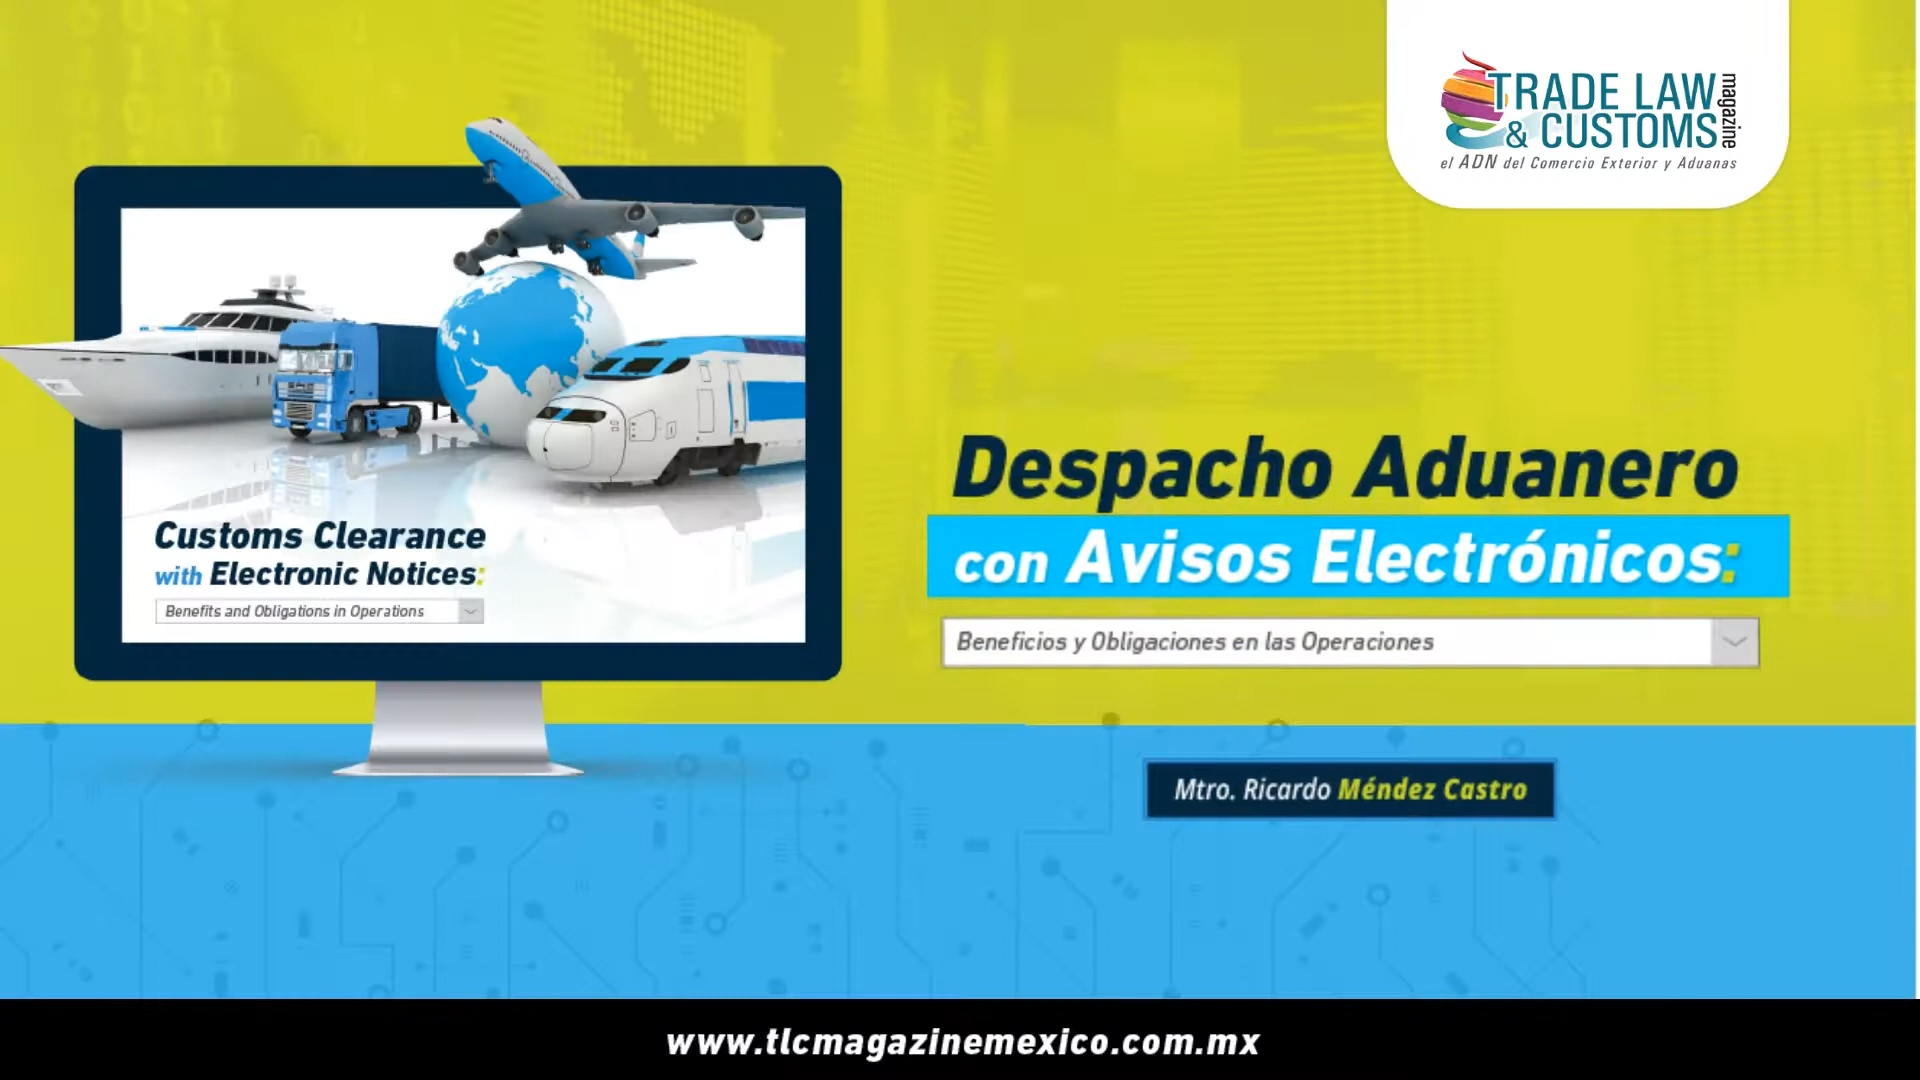 TRADE LAW
& CUSTOMS
magazine
el ADN del Comercio Exterior y Aduanas
Customs Clearance
with Electronic Notices:
Benefits and Obligations in Operations
Despacho Aduanero
con Avisos Electrónicos:
Beneficios y Obligaciones en las Operaciones
Mtro. Ricardo Méndez Castro
www.tlcmagazinemexico.com.mx